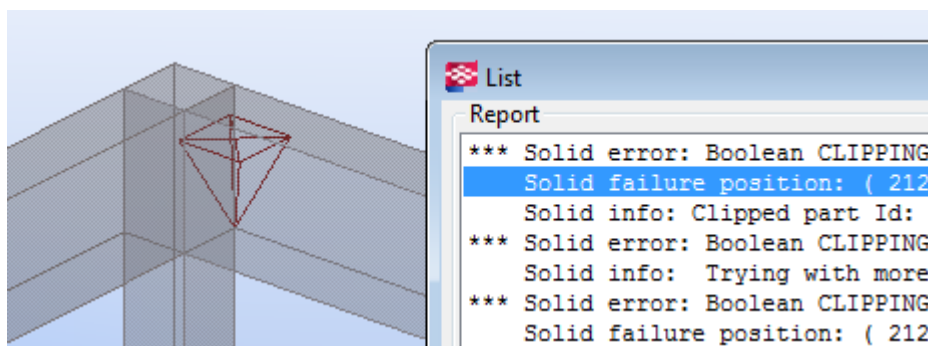 List
Report
*** Solid error: Boolean CLIPPING
Solid failure position: ( 212
Solid info: Clipped part Id:
*** Solid error: Boolean CLIPPING
Solid info:  Trying with more
*** Solid error: Boolean CLIPPING
Solid failure position: ( 212